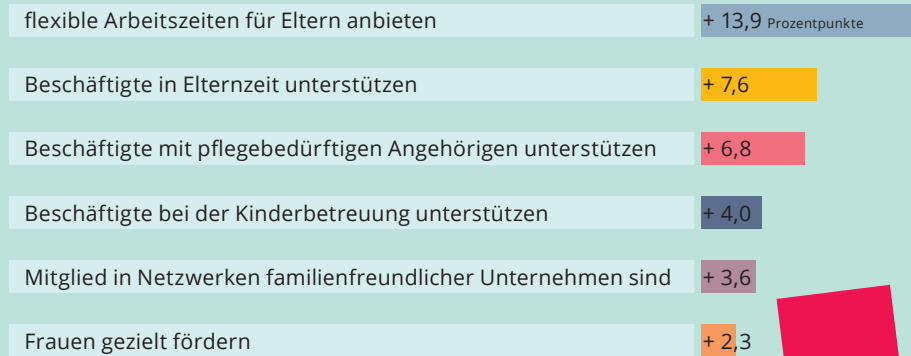 flexible Arbeitszeiten für Eltern anbieten + 13,9 Prozentpunkte
Beschäftigte in Elternzeit unterstützen + 7,6
Beschäftigte mit pflegebedürftigen Angehörigen unterstützen + 6,8
Beschäftigte bei der Kinderbetreuung unterstützen + 4,0
Mitglied in Netzwerken familienfreundlicher Unternehmen sind + 3,6
Frauen gezielt fördern + 2,3